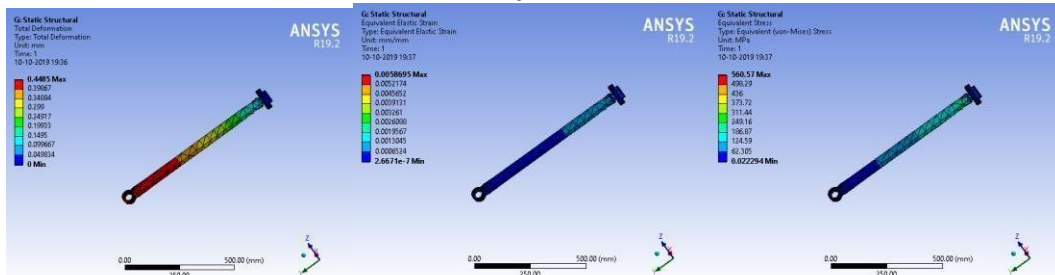 G: Static Structural
Total Deformation
Type: Total Deformation
Unit: mm
Time: 1
10-10-2019 19:36
0.4485 Max
0.39867
0.34884
0.299
0.24917
0.19933
0.1495
0.099667
0.049834
0 Min
ANSYS
R19.2
0.00
500.00 (mm)
250.00
Z
G: Static Structural
Equivalent Elastic Strain
Type: Equivalent Elastic Strain
Unit: mm/mm
Time: 1
10-10-2019 19:37
0.0058695 Max
0.0052174
0.0045652
0.0039131
0.003261
0.0026088
0.0019567
0.0013045
0.0006524
2.6671e-7 Min
ANSYS
R19.2
0.00
500.00 (mm)
250.00
Z
G: Static Structural
Equivalent Stress
Type: Equivalent (von-Mises) Stress
Unit: MPa
Time: 1
10-10-2019 19:37
560.57 Max
498.29
436
373.72
311.44
249.16
186.87
124.59
62.305
0.022294 Min
ANSYS
R19.2
0.00
500.00 (mm)
250.00
Z